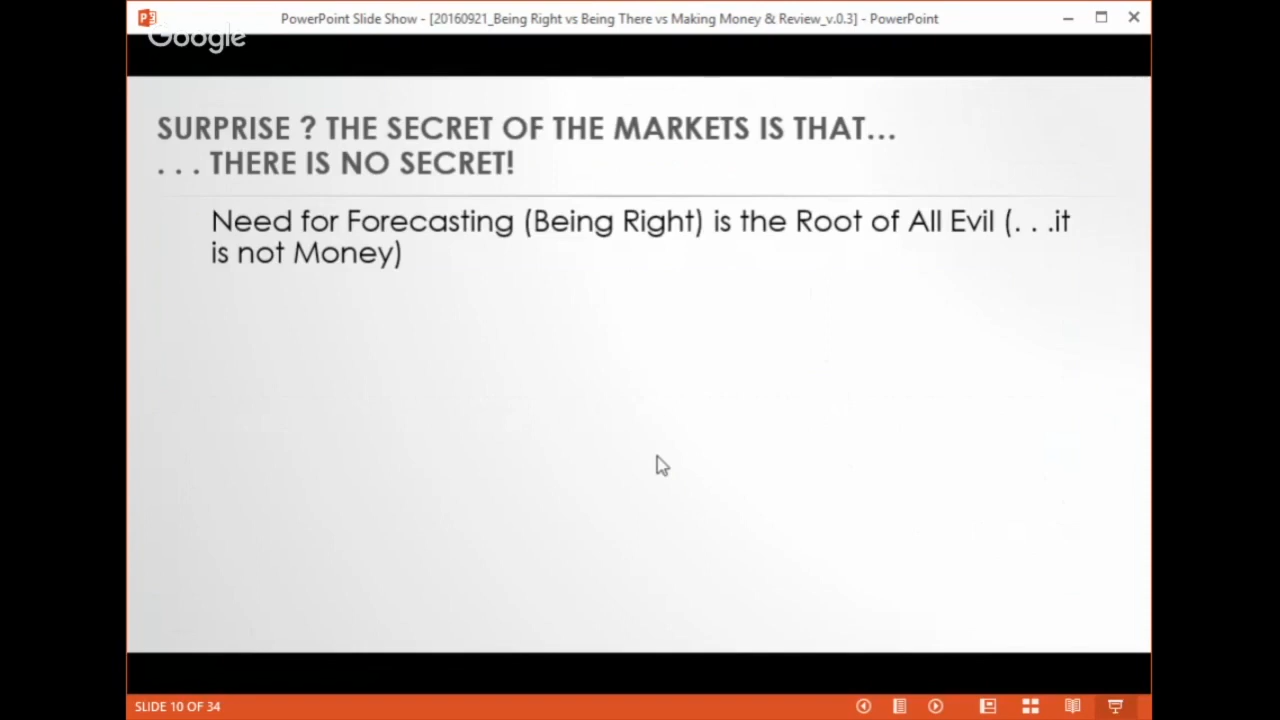 PowerPoint Slide Show - [20160921_Being Right vs Being There vs Making Money & Review_v.0.3] - PowerPoint
Google
SURPRISE ? THE SECRET OF THE MARKETS IS THAT...
. . . THERE IS NO SECRET!
Need for Forecasting (Being Right) is the Root of All Evil (. . .it
is not Money)
SLIDE 10 OF 34